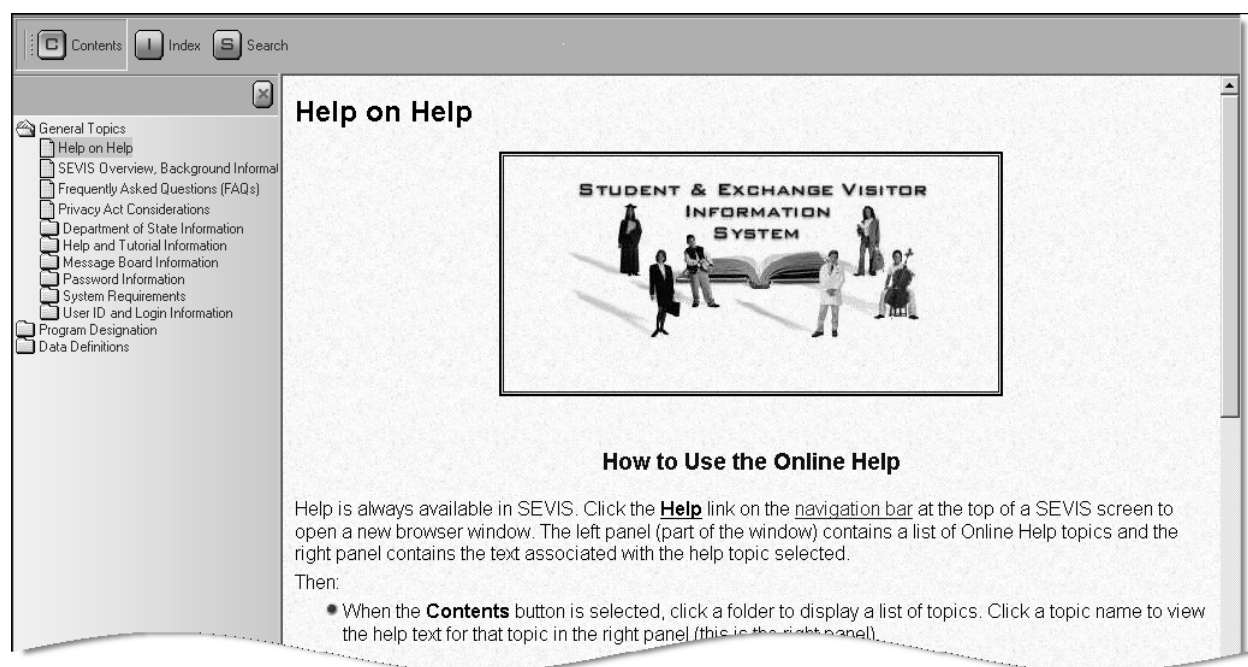 Contents Index Search
General Topics
Help on Help
SEVIS Overview, Background Informat
Frequently Asked Questions (FAQs)
Privacy Act Considerations
Department of State Information
Help and Tutorial Information
Message Board Information
Password Information
System Requirements
User ID and Login Information
Program Designation
Data Definitions
Help on Help
STUDENT & EXCHANGE VISITOR
INFORMATION
SYSTEM
How to Use the Online Help
Help is always available in SEVIS. Click the Help link on the navigation bar at the top of a SEVIS screen to
open a new browser window. The left panel (part of the window) contains a list of Online Help topics and the
right panel contains the text associated with the help topic selected.
Then:
When the Contents button is selected, click a folder to display a list of topics. Click a topic name to view
the help text for that topic in the right panel (this is the right panel).